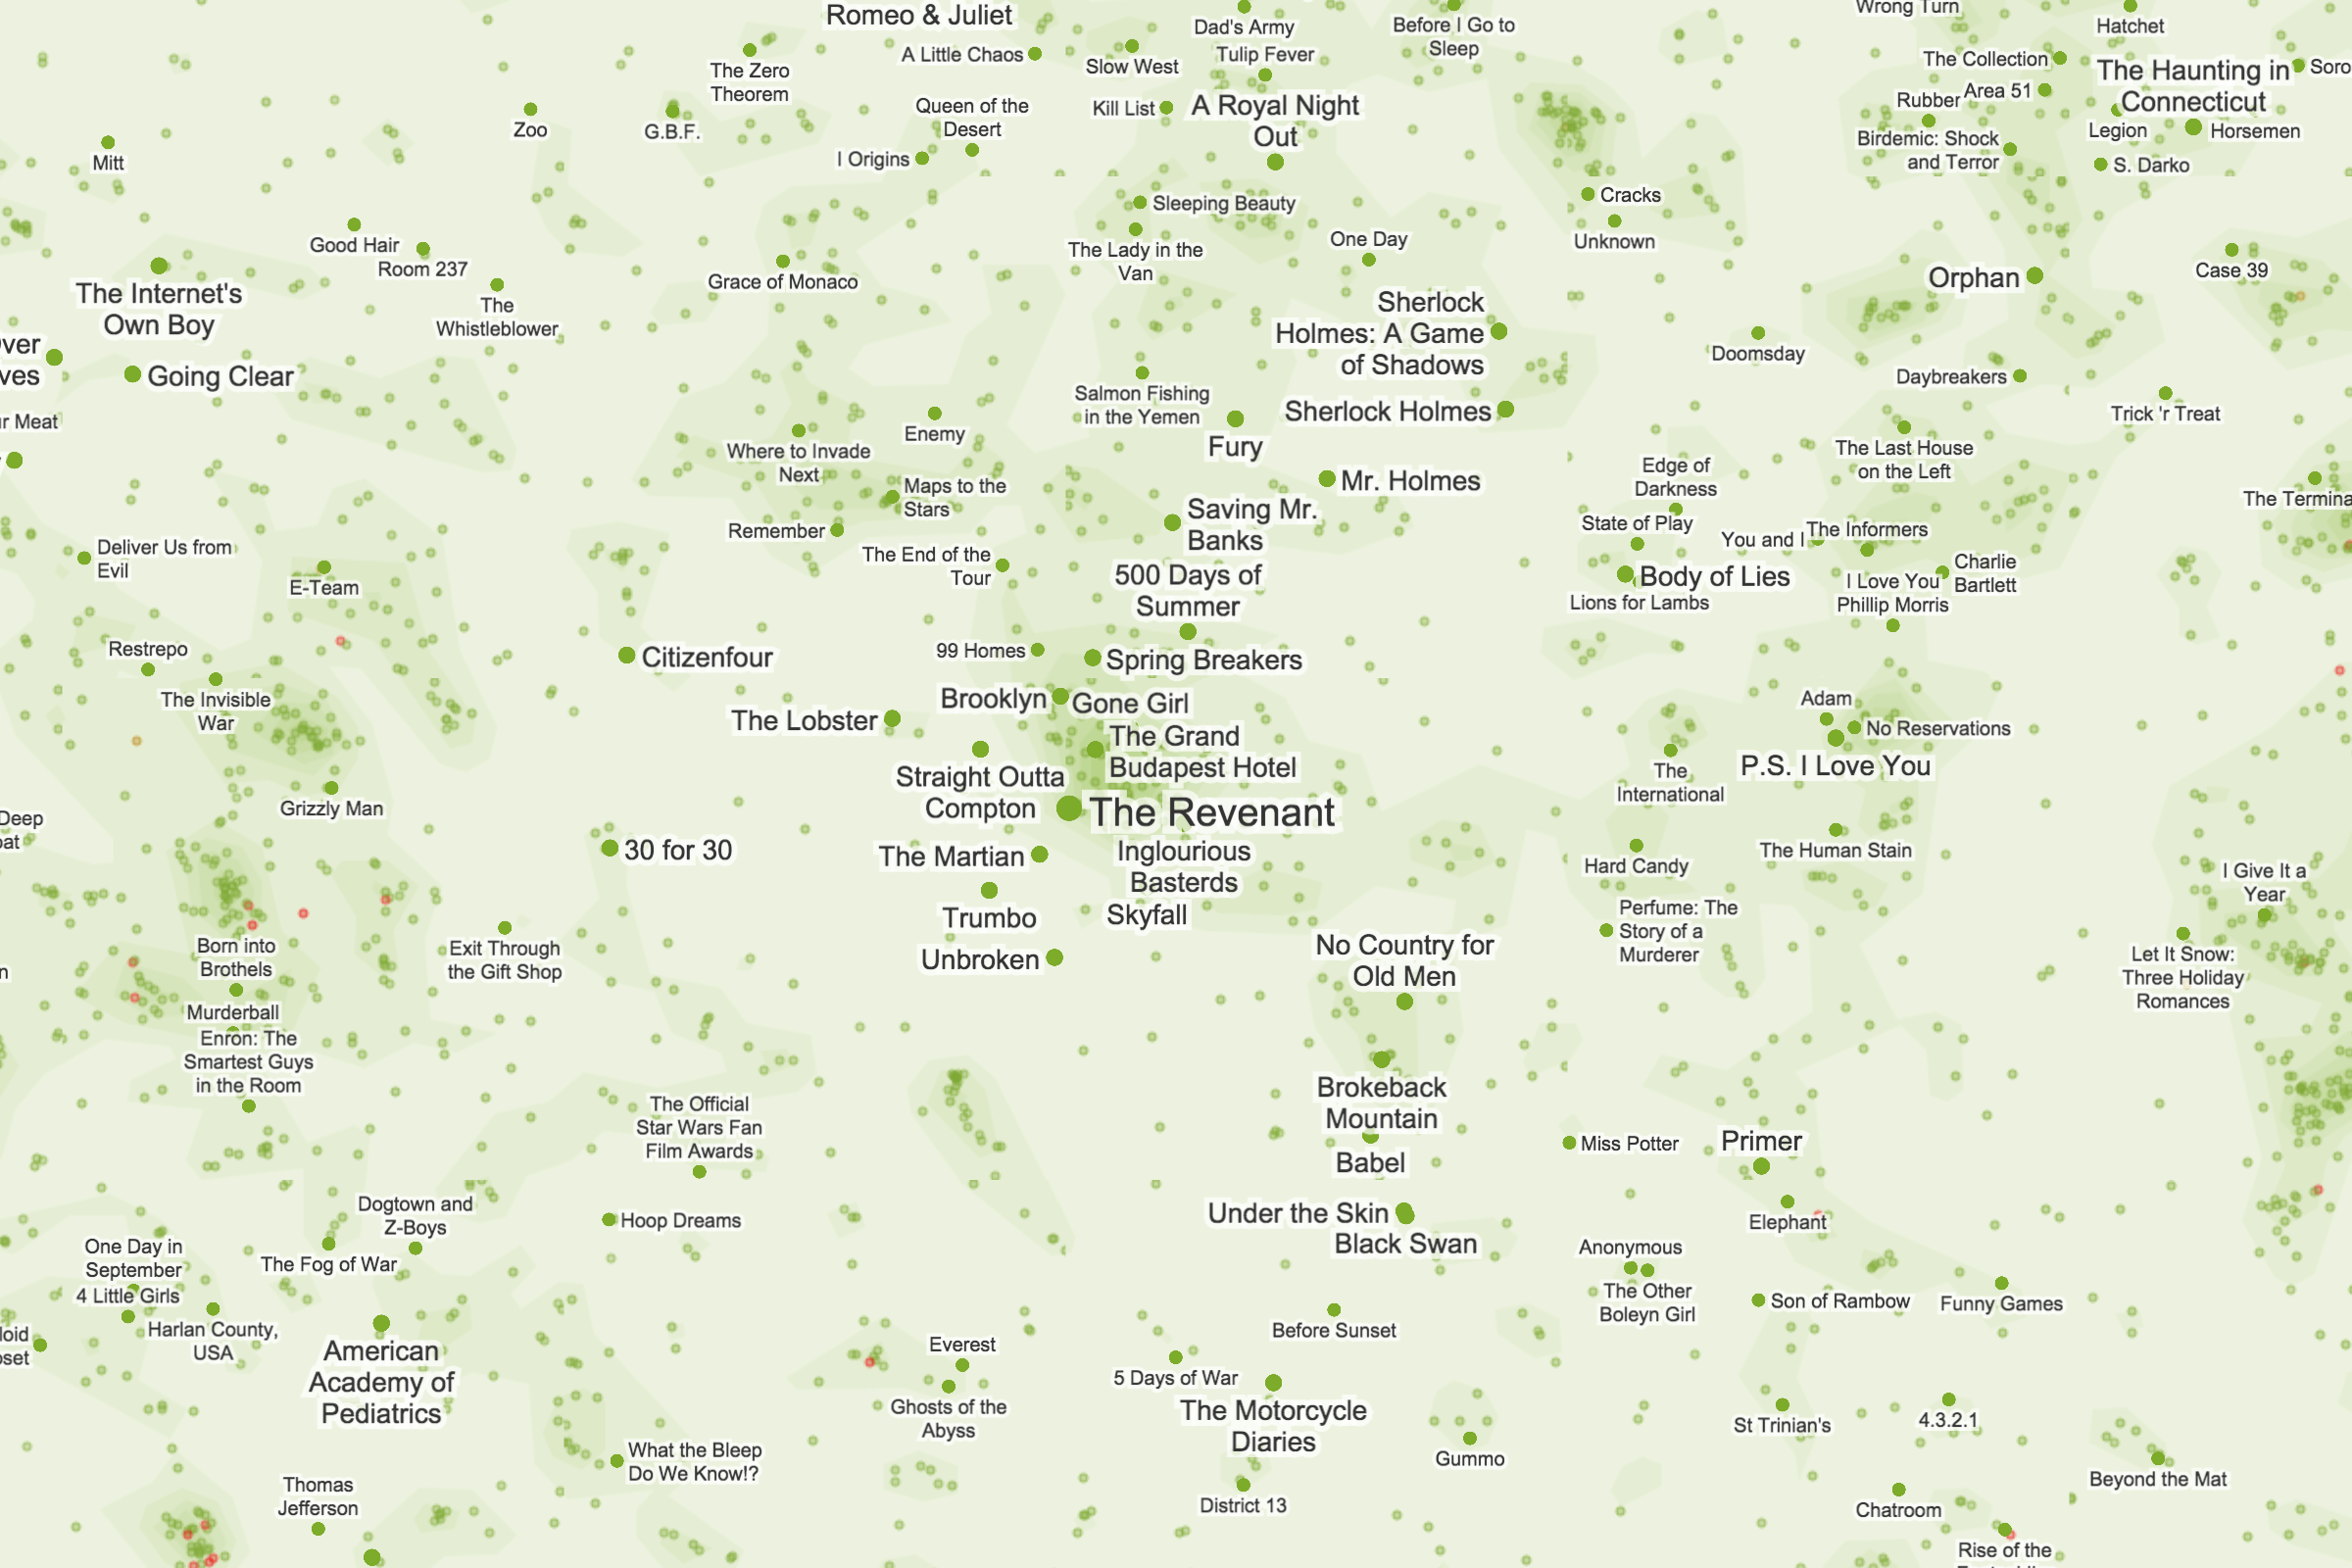 Romeo & Juliet
Dad's Army
Before I Go to
Sleep
Wrong Turn
Hatchet
A Little Chaos
Slow West
Tulip Fever
The Collection
The Haunting in
Connecticut
Soro
The Zero
Theorem
Queen of the
Desert
Kill List
A Royal Night
Out
Rubber
Area 51
Zoo
G.B.F.
Legion
Horsemen
Mitt
I Origins
Birdemic: Shock
and Terror
S. Darko
Sleeping Beauty
Cracks
Good Hair
Room 237
The Lady in the
Van
One Day
Unknown
Grace of Monaco
Orphan
Case 39
The Internet's
Own Boy
The
Whistleblower
Sherlock
Holmes: A Game
of Shadows
ver
ves
Going Clear
Doomsday
Daybreakers
Salmon Fishing
in the Yemen
Sherlock Holmes
Trick 'r Treat
ur Meat
Enemy
Fury
Where to Invade
Next
The Last House
on the Left
Mr. Holmes
Edge of
Darkness
Maps to the
Stars
The Termina
Remember
Saving Mr.
Banks
State of Play
You and I
The Informers
Deliver Us from
Evil
The End of the
Tour
E-Team
500 Days of
Summer
Body of Lies
Charlie
Bartlett
Lions for Lambs
I Love You
Phillip Morris
Restrepo
Citizenfour
99 Homes
Spring Breakers
The Invisible
War
Brooklyn
Gone Girl
Adam
The Lobster
No Reservations
The Grand
Budapest Hotel
Straight Outta
Compton
P.S. I Love You
The
International
Grizzly Man
The Revenant
Deep
oat
30 for 30
The Martian
Inglourious
Basterds
The Human Stain
Hard Candy
I Give It a
Year
Trumbo
Skyfall
Perfume: The
Story of a
Murderer
Born into
Brothels
Exit Through
the Gift Shop
Unbroken
No Country for
Old Men
Let It Snow:
Three Holiday
Romances
n
Murderball
Enron: The
Smartest Guys
in the Room
Brokeback
Mountain
The Official
Star Wars Fan
Film Awards
Miss Potter
Primer
Babel
Dogtown and
Z-Boys
Hoop Dreams
Under the Skin
Black Swan
Elephant
One Day in
September
The Fog of War
Anonymous
4 Little Girls
The Other
Boleyn Girl
Son of Rambow
Funny Games
loid
oset
Harlan County,
USA
Everest
Before Sunset
American
Academy of
Pediatrics
5 Days of War
Ghosts of the
Abyss
The Motorcycle
Diaries
St Trinian's
4.3.2.1
What the Bleep
Do We Know!?
Gummo
Beyond the Mat
Thomas
Jefferson
District 13
Chatroom
Rise of the